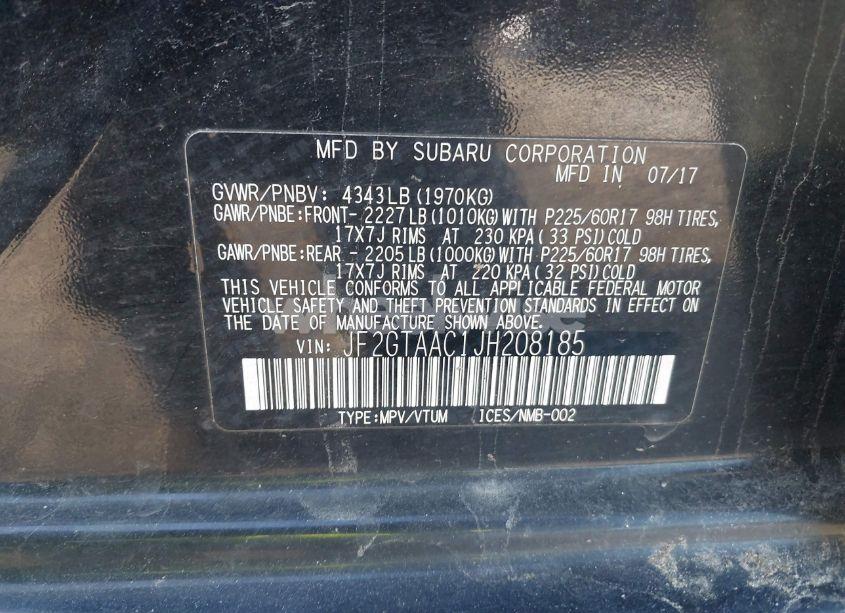 MFD BY SUBARU CORPORATION
MFD IN 07/17
GVWR/PNBV: 4343LB(1970KG)
GAWR/PNBE:FRONT- 2227LB(1010KG)WITH P225/60R17 98H TIRES,
17X7J RIMS AT 230 KPA(33 PSI)COLD
GAWR/PNBE:REAR - 2205LB(1000KG)WITH P225/60R17 98H TIRES,
17X7J RIMS AT 220 KPA(32 PSI)COLD
THIS VEHICLE CONFORMS TO ALL APPLICABLE FEDERAL MOTOR
VEHICLE SAFETY AND THEFT PREVENTION STANDARDS IN EFFECT ON
THE DATE OF MANUFACTURE SHOWN ABOVE.
VIN: JF2GTAAC1JH208185
TYPE:MPV/VTUM ICES/NMB-002